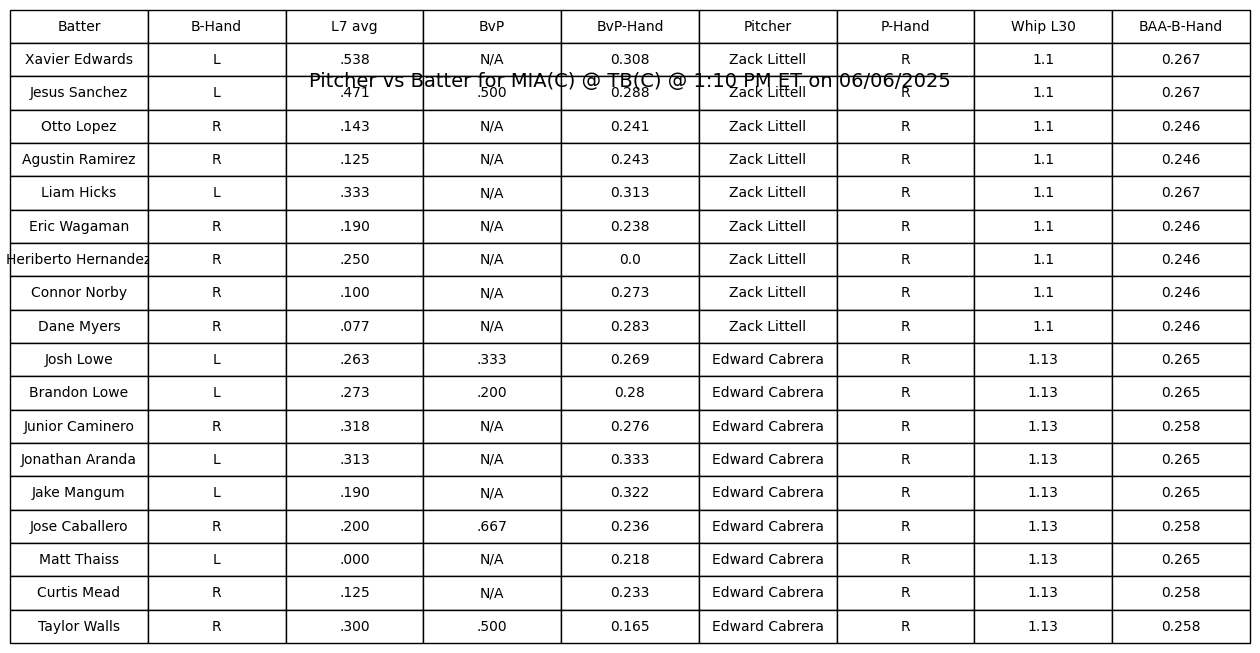 Batter B-Hand L7 avg BvP BvP-Hand Pitcher P-Hand Whip L30 BAA-B-Hand
Xavier Edwards L .538 N/A 0.308 Zack Littell R 1.1 0.267
Pitcher vs Batter for MIA(C) @ TB(C) @ 1:10 PM ET on 06/06/2025
Jesus Sanchez L .471 .500 0.288 Zack Littell R 1.1 0.267
Otto Lopez R .143 N/A 0.241 Zack Littell R 1.1 0.246
Agustin Ramirez R .125 N/A 0.243 Zack Littell R 1.1 0.246
Liam Hicks L .333 N/A 0.313 Zack Littell R 1.1 0.267
Eric Wagaman R .190 N/A 0.238 Zack Littell R 1.1 0.246
Heriberto Hernandez R .250 N/A 0.0 Zack Littell R 1.1 0.246
Connor Norby R .100 N/A 0.273 Zack Littell R 1.1 0.246
Dane Myers R .077 N/A 0.283 Zack Littell R 1.1 0.246
Josh Lowe L .263 .333 0.269 Edward Cabrera R 1.13 0.265
Brandon Lowe L .273 .200 0.28 Edward Cabrera R 1.13 0.265
Junior Caminero R .318 N/A 0.276 Edward Cabrera R 1.13 0.258
Jonathan Aranda L .313 N/A 0.333 Edward Cabrera R 1.13 0.265
Jake Mangum L .190 N/A 0.322 Edward Cabrera R 1.13 0.265
Jose Caballero R .200 .667 0.236 Edward Cabrera R 1.13 0.258
Matt Thaiss L .000 N/A 0.218 Edward Cabrera R 1.13 0.265
Curtis Mead R .125 N/A 0.233 Edward Cabrera R 1.13 0.258
Taylor Walls R .300 .500 0.165 Edward Cabrera R 1.13 0.258